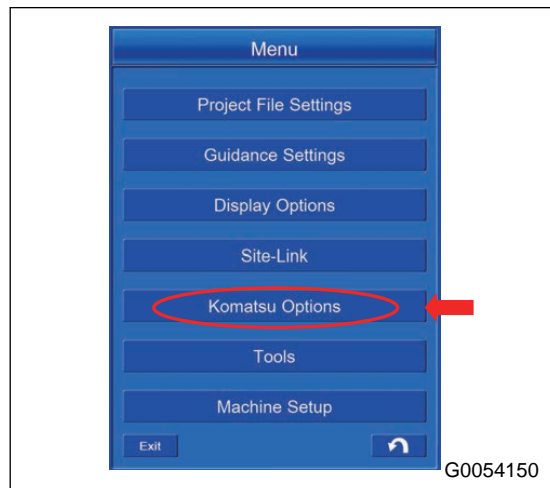 Menu
Project File Settings
Guidance Settings
Display Options
Site-Link
Komatsu Options
Tools
Machine Setup
Exit
G0054150